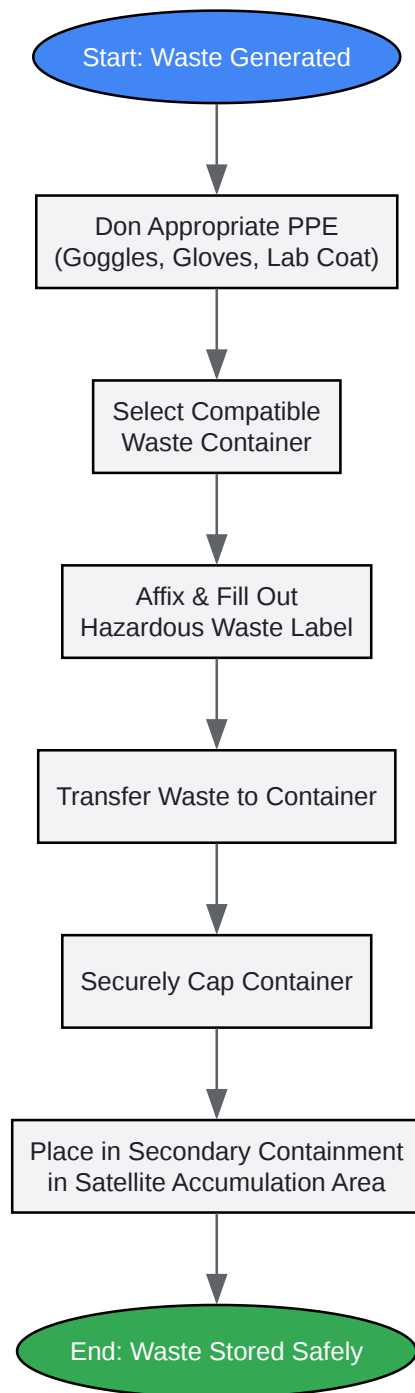 Start: Waste Generated
Don Appropriate PPE
(Goggles, Gloves, Lab Coat)
Select Compatible
Waste Container
Affix & Fill Out
Hazardous Waste Label
Transfer Waste to Container
Securely Cap Container
Place in Secondary Containment
in Satellite Accumulation Area
End: Waste Stored Safely